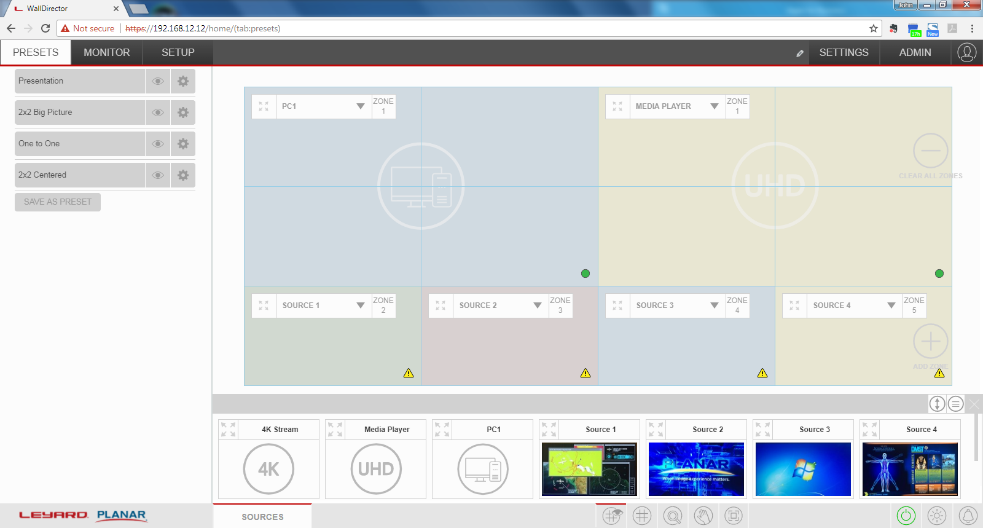 WallDirector
Not secure https://192.168.12.12/home/(tab:presets)
New
PRESETS MONITOR SETUP SETTINGS ADMIN
Presentation
2x2 Big Picture
One to One
2x2 Centered
SAVE AS PRESET
PC1 ZONE 1
MEDIA PLAYER ZONE 1
UHD
CLEAR ALL ZONES
SOURCE 1 ZONE 2
SOURCE 2 ZONE 3
SOURCE 3 ZONE 4
SOURCE 4 ZONE 5
ADD ZONE
4K Stream Media Player PC1 Source 1 Source 2 Source 3 Source 4
4K UHD PLANAR
LEYARD PLANAR
SOURCES